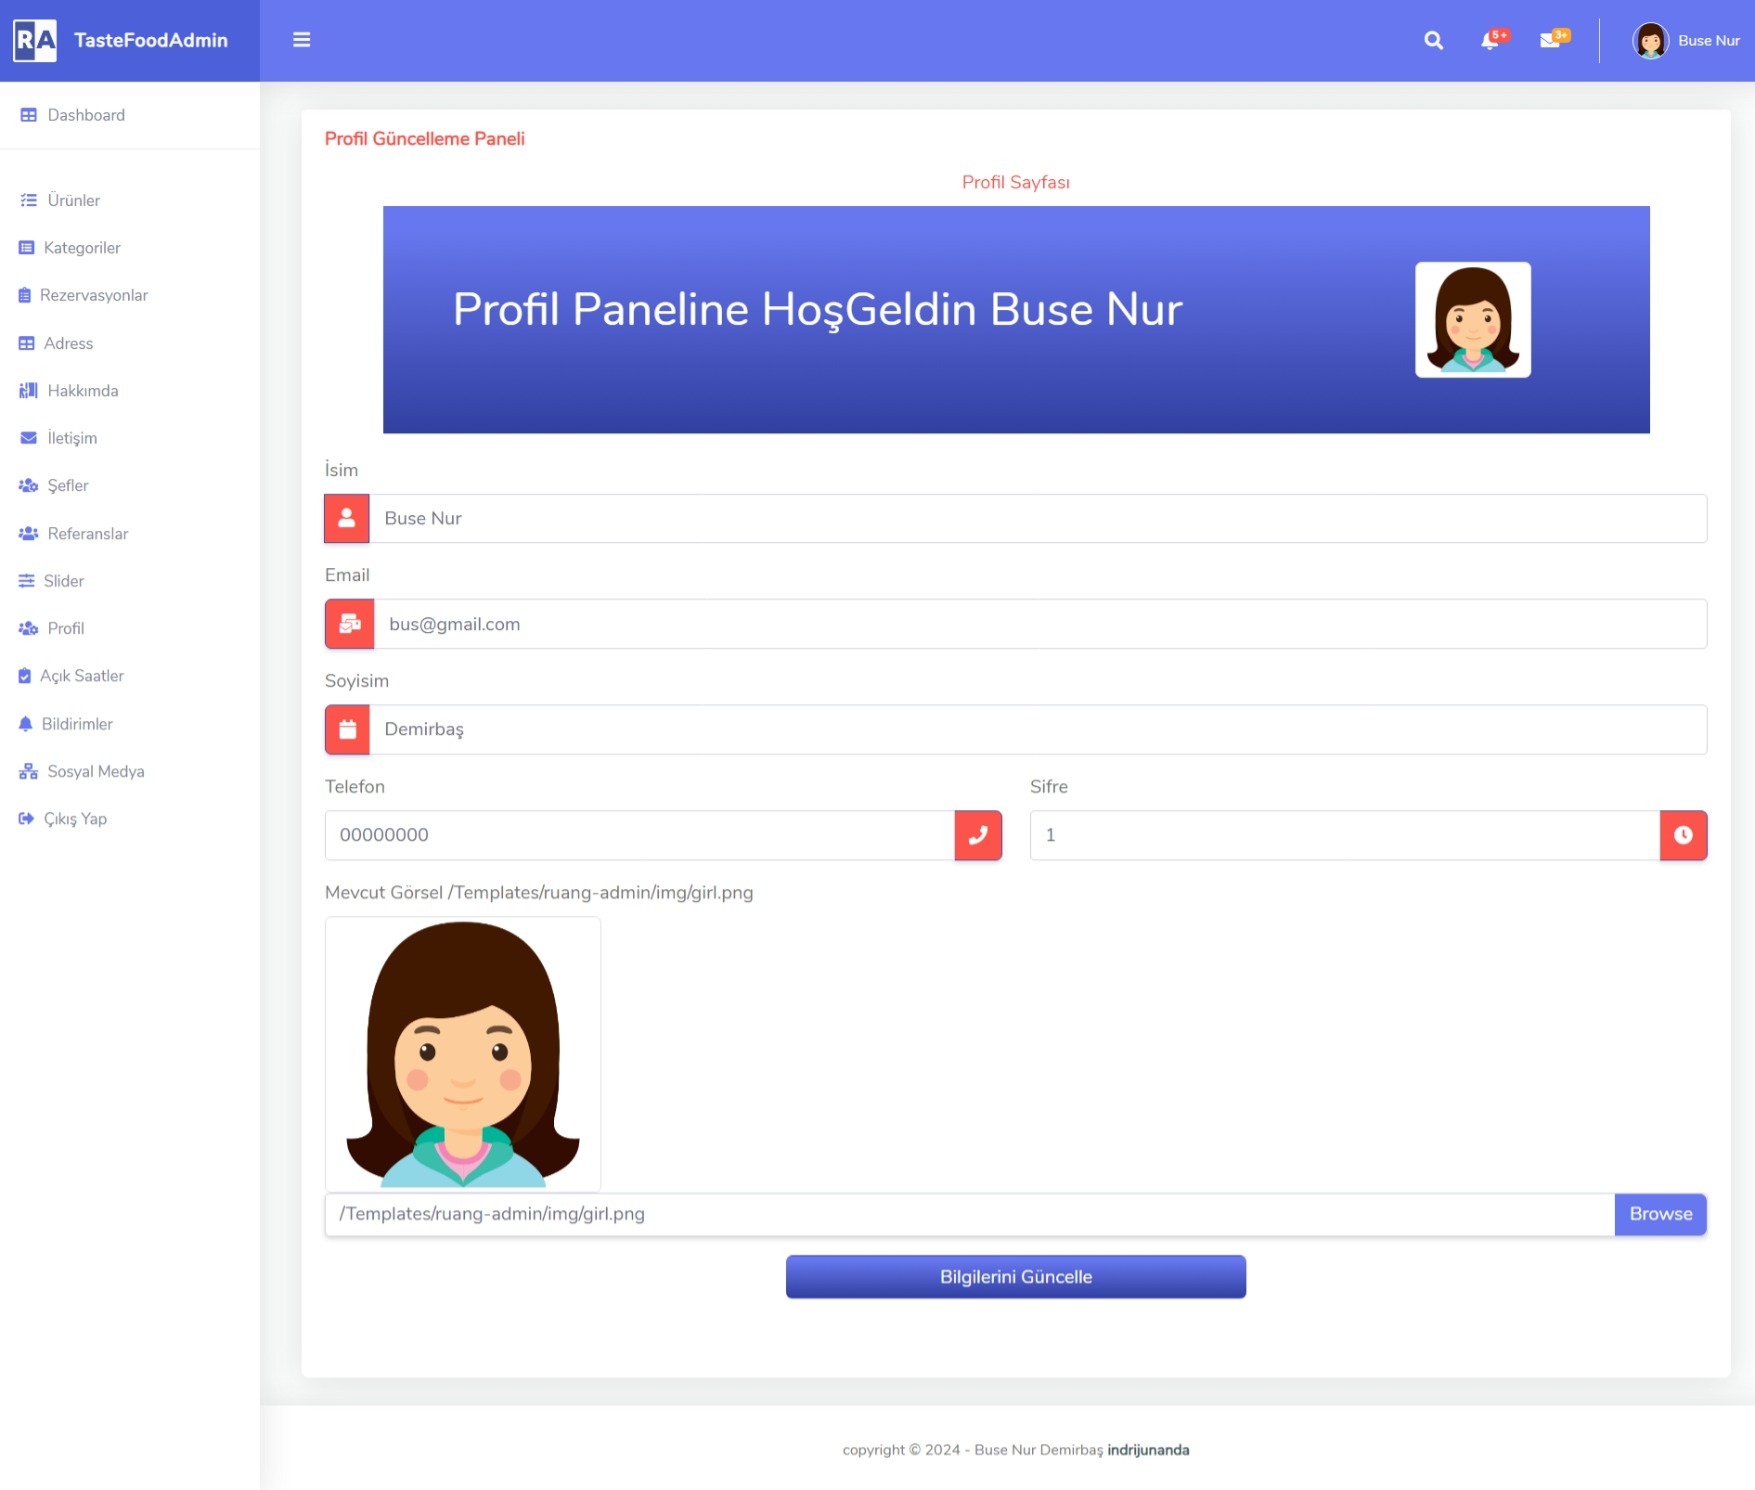 RA TasteFoodAdmin
5+
3+
Buse Nur
Dashboard
Ürünler
Kategoriler
Rezervasyonlar
Adress
Hakkımda
İletişim
Şefler
Referanslar
Slider
Profil
Açık Saatler
Bildirimler
Sosyal Medya
Çıkış Yap
Profil Güncelleme Paneli
Profil Sayfası
Profil Paneline HoşGeldin Buse Nur
İsim
Buse Nur
Email
bus@gmail.com
Soyisim
Demirbaş
Telefon
00000000
Sifre
1
Mevcut Görsel /Templates/ruang-admin/img/girl.png
/Templates/ruang-admin/img/girl.png
Browse
Bilgilerini Güncelle
copyright © 2024 - Buse Nur Demirbaş indrijunanda